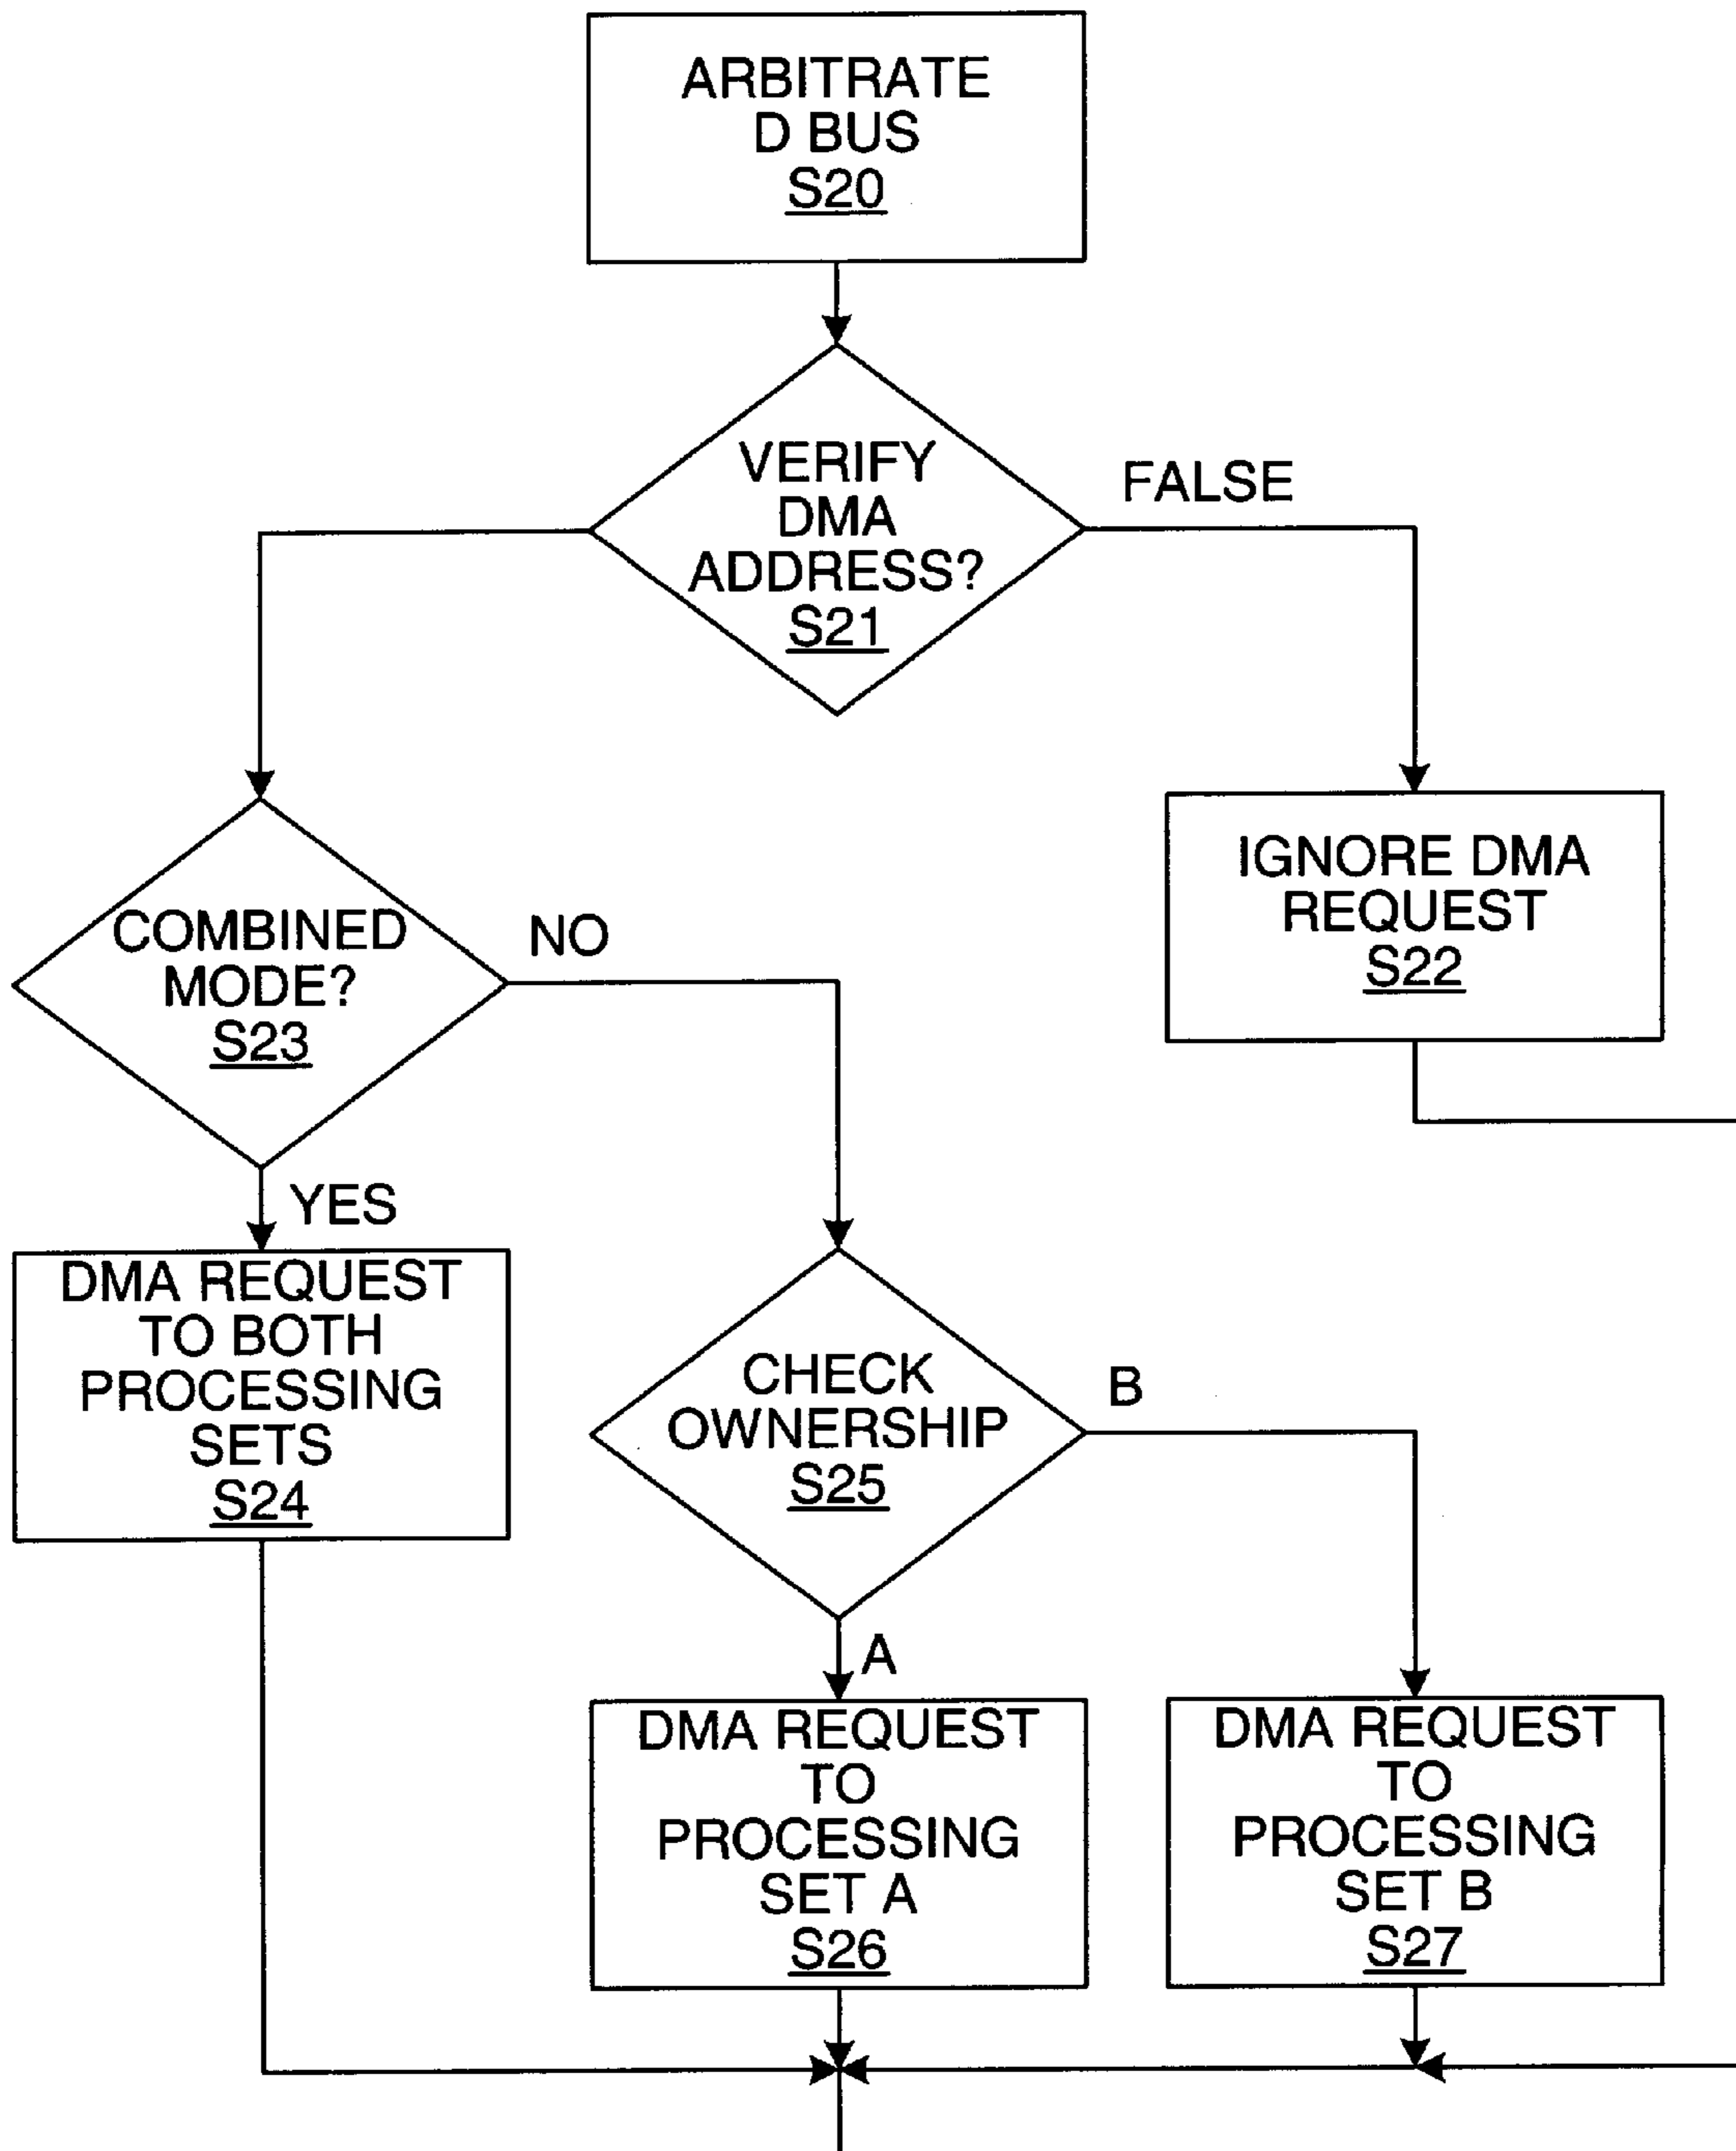 ARBITRATE
D BUS
S20
VERIFY
DMA
ADDRESS?
S21
FALSE
IGNORE DMA
REQUEST
S22
COMBINED
MODE?
S23
NO
YES
DMA REQUEST
TO BOTH
PROCESSING
SETS
S24
CHECK
OWNERSHIP
S25
B
A
DMA REQUEST
TO
PROCESSING
SET A
S26
DMA REQUEST
TO
PROCESSING
SET B
S27